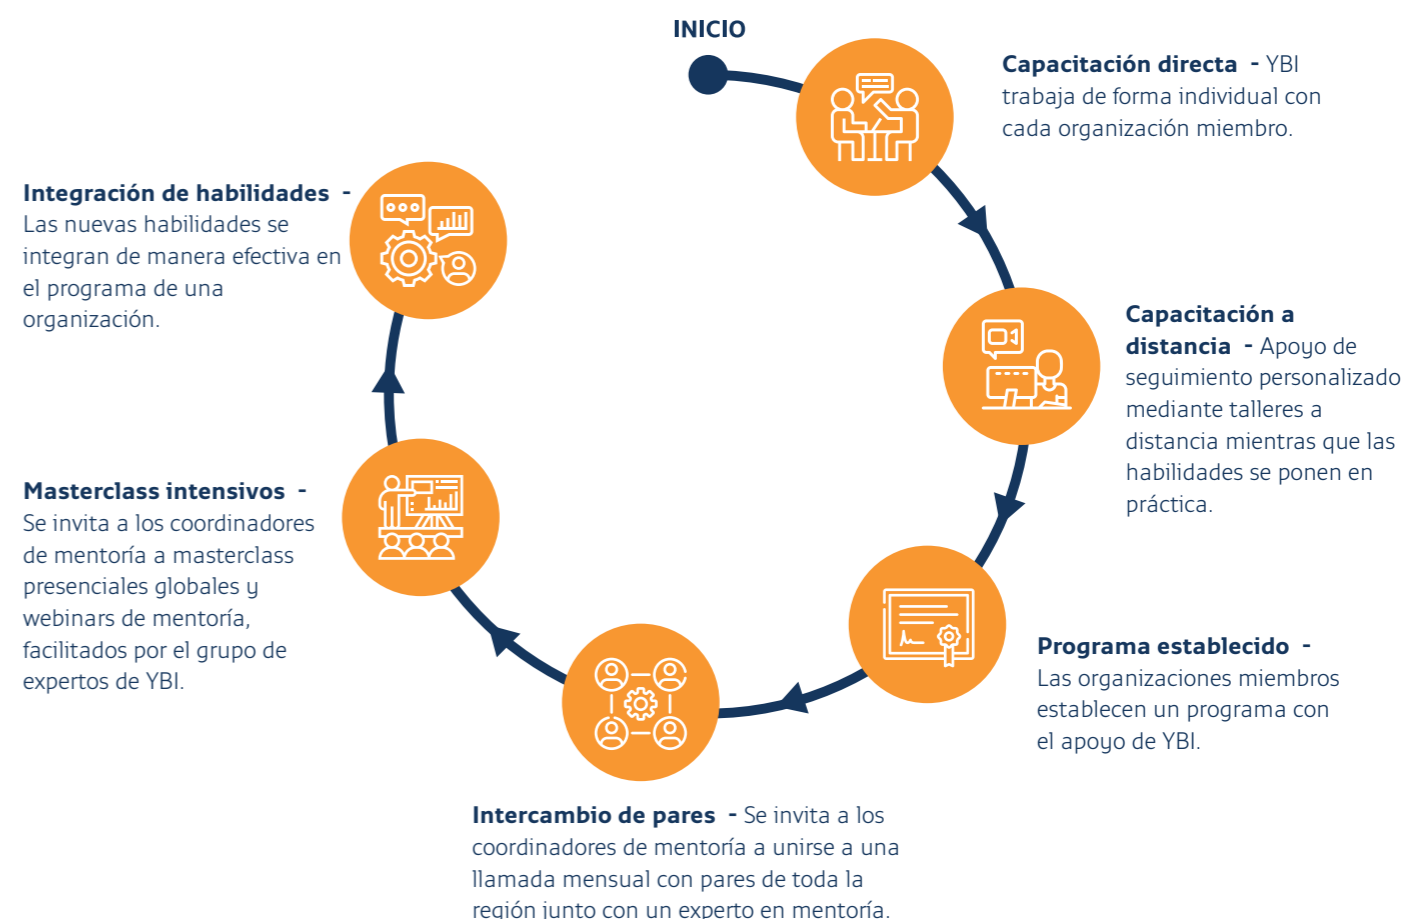 INICIO
Capacitación directa - YBI
trabaja de forma individual con
cada organización miembro.
Capacitación a
distancia - Apoyo de
seguimiento personalizado
mediante talleres a
distancia mientras que las
habilidades se ponen en
práctica.
Programa establecido -
Las organizaciones miembros
establecen un programa con
el apoyo de YBI.
Intercambio de pares - Se invita a los
coordinadores de mentoría a unirse a una
llamada mensual con pares de toda la
región junto con un experto en mentoría.
Masterclass intensivos -
Se invita a los coordinadores
de mentoría a masterclass
presenciales globales y
webinars de mentoría,
facilitados por el grupo de
expertos de YBI.
Integración de habilidades -
Las nuevas habilidades se
integran de manera efectiva en
el programa de una
organización.